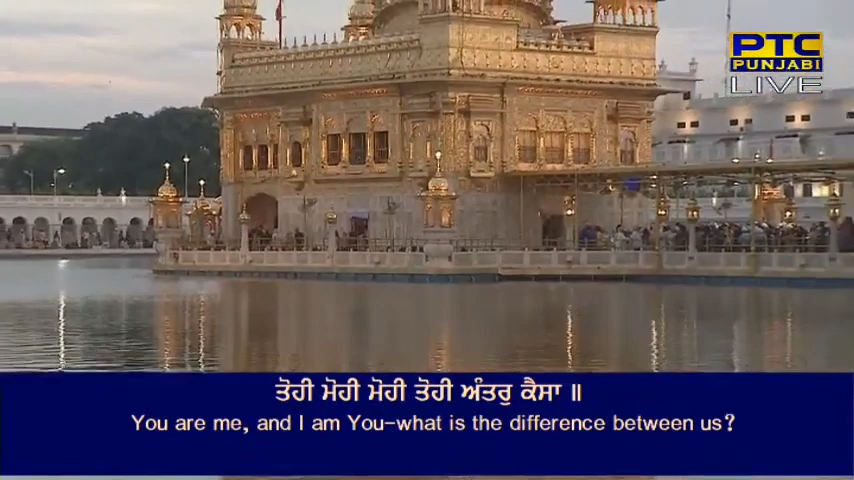 PTC
PUNJABI
LIVE
ਤੋਹੀ ਮੋਹੀ ਮੋਹੀ ਤੋਹੀ ਅੰਤਰੁ ਕੈਸਾ ॥
You are me, and I am You-what is the difference between us?